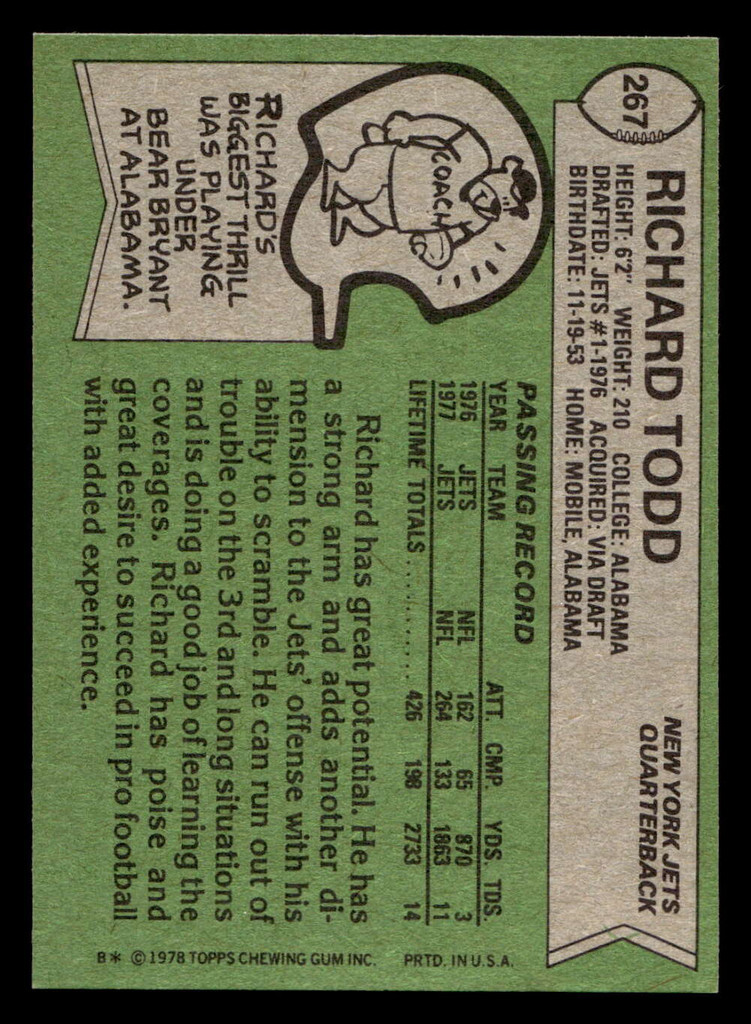 267
RICHARD TODD
NEW YORK JETS
QUARTERBACK
HEIGHT: 6'2" WEIGHT: 210 COLLEGE: ALABAMA
DRAFTED: JETS #1-1976 ACQUIRED: VIA DRAFT
BIRTHDATE: 11-19-53 HOME: MOBILE, ALABAMA
COACH
RICHARD'S
BIGGEST THRILL
WAS PLAYING
UNDER
BEAR BRYANT
AT ALABAMA.
PASSING RECORD
YEAR TEAM ATT. CMP. YDS. TDS.
1976 JETS NFL 162 65 870 3
1977 JETS NFL 264 133 1863 11
LIFETIME TOTALS .......... 426 198 2733 14
Richard has great potential. He has
a strong arm and adds another di-
mension to the Jets' offense with his
ability to scramble. He can run out of
trouble on the 3rd and long situations
and is doing a good job of learning the
coverages. Richard has poise and
great desire to succeed in pro football
with added experience.
B* © 1978 TOPPS CHEWING GUM INC. PRTD. IN U.S.A.